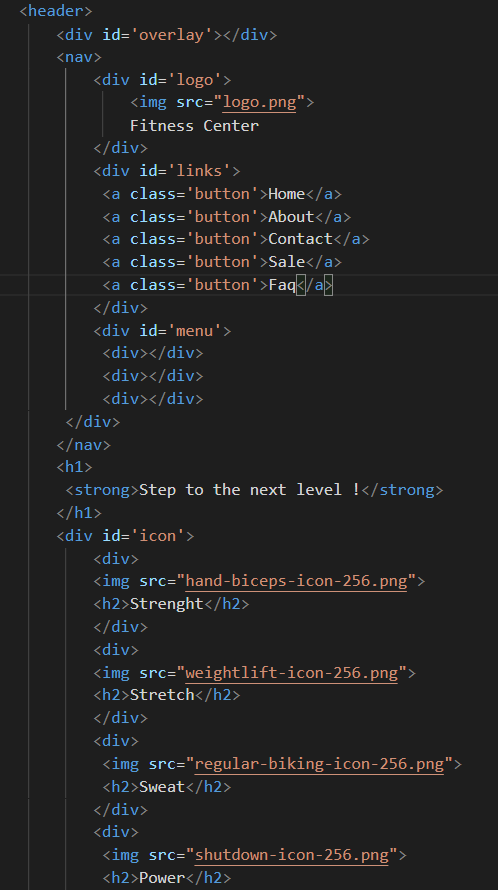 <header>
<div id='overlay'></div>
<nav>
<div id='logo'>
<img src="logo.png">
Fitness Center
</div>
<div id='links'>
<a class='button'>Home</a>
<a class='button'>About</a>
<a class='button'>Contact</a>
<a class='button'>Sale</a>
<a class='button'>Faq</a>
</div>
<div id='menu'>
<div></div>
<div></div>
<div></div>
</div>
</nav>
<h1>
<strong>Step to the next level !</strong>
</h1>
<div id='icon'>
<div>
<img src="hand-biceps-icon-256.png">
<h2>Strenght</h2>
</div>
<div>
<img src="weightlift-icon-256.png">
<h2>Stretch</h2>
</div>
<div>
<img src="regular-biking-icon-256.png">
<h2>Sweat</h2>
</div>
<div>
<img src="shutdown-icon-256.png">
<h2>Power</h2>